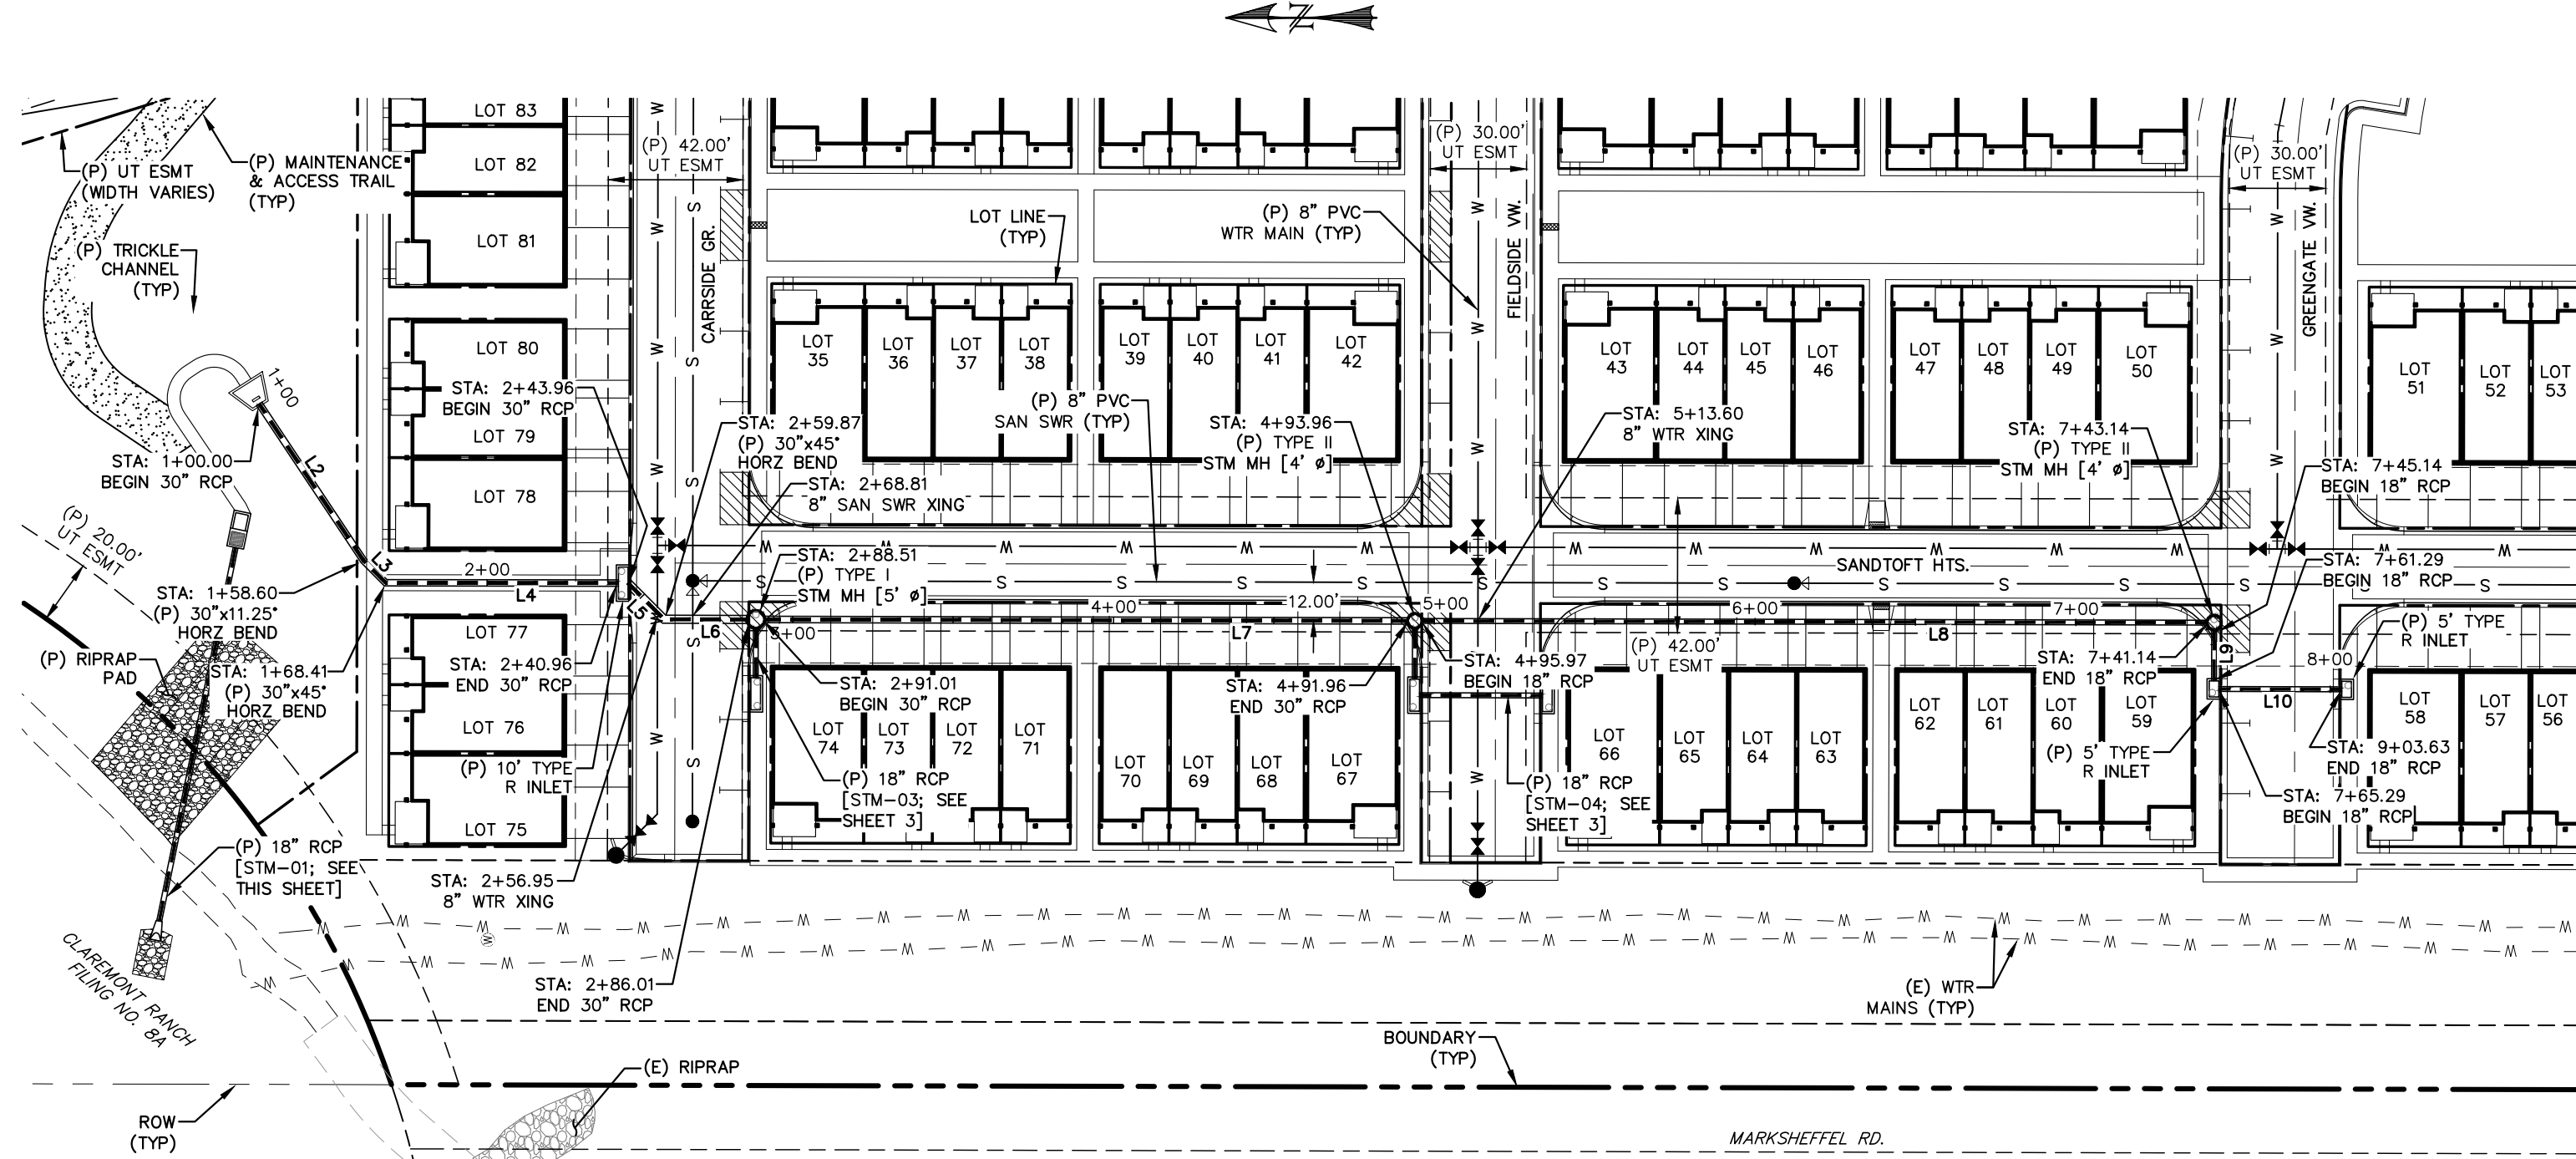 N
LOT 83
LOT 82
LOT 81
LOT 80
LOT 79
LOT 78
LOT 77
LOT 76
LOT 75
(P) UT ESMT
(WIDTH VARIES)
(P) MAINTENANCE
& ACCESS TRAIL
(TYP)
(P) TRICKLE
CHANNEL
(TYP)
1+00
STA: 1+00.00
BEGIN 30" RCP
L2
L3
(P) 20.00'
UT ESMT
STA: 1+58.60
(P) 30"x11.25°
HORZ BEND
(P) RIPRAP
PAD
STA: 1+68.41
(P) 30"x45°
HORZ BEND
2+00
L4
STA: 2+43.96
BEGIN 30" RCP
STA: 2+40.96
END 30" RCP
(P) 10' TYPE
R INLET
(P) 18" RCP
[STM-01; SEE
THIS SHEET]
STA: 2+56.95
8" WTR XING
STA: 2+86.01
END 30" RCP
CLAREMONT RANCH
FILING NO. 8A
ROW
(TYP)
(E) RIPRAP
(P) 42.00'
UT ESMT
CARRSIDE GR.
STA: 2+59.87
(P) 30"x45°
HORZ BEND
STA: 2+68.81
8" SAN SWR XING
STA: 2+88.51
(P) TYPE I
STM MH [5' ø]
L5
L6
3+00
STA: 2+91.01
BEGIN 30" RCP
(P) 18" RCP
[STM-03; SEE
SHEET 3]
LOT LINE
(TYP)
LOT
35
LOT
36
LOT
37
LOT
38
LOT
39
LOT
40
LOT
41
LOT
42
(P) 8" PVC
SAN SWR (TYP)
(P) 8" PVC
WTR MAIN (TYP)
(P) 30.00'
UT ESMT
FIELDSIDE VW.
STA: 4+93.96
(P) TYPE II
STM MH [4' ø]
STA: 5+13.60
8" WTR XING
4+00
12.00'
L7
5+00
STA: 4+91.96
END 30" RCP
STA: 4+95.97
BEGIN 18" RCP
(P) 18" RCP
[STM-04; SEE
SHEET 3]
LOT
74
LOT
73
LOT
72
LOT
71
LOT
70
LOT
69
LOT
68
LOT
67
LOT
43
LOT
44
LOT
45
LOT
46
LOT
47
LOT
48
LOT
49
LOT
50
LOT
51
LOT
52
LOT
53
(P) 30.00'
UT ESMT
GREENGATE VW.
STA: 7+43.14
(P) TYPE II
STM MH [4' ø]
STA: 7+45.14
BEGIN 18" RCP
SANDTOFT HTS.
STA: 7+61.29
BEGIN 18" RCP
6+00
7+00
L8
L9
8+00
L10
(P) 42.00'
UT ESMT
STA: 7+41.14
END 18" RCP
(P) 5' TYPE
R INLET
(P) 5' TYPE
R INLET
STA: 9+03.63
END 18" RCP
STA: 7+65.29
BEGIN 18" RCP
LOT
66
LOT
65
LOT
64
LOT
63
LOT
62
LOT
61
LOT
60
LOT
59
LOT
58
LOT
57
LOT
56
(E) WTR
MAINS (TYP)
BOUNDARY
(TYP)
MARKSHEFFEL RD.